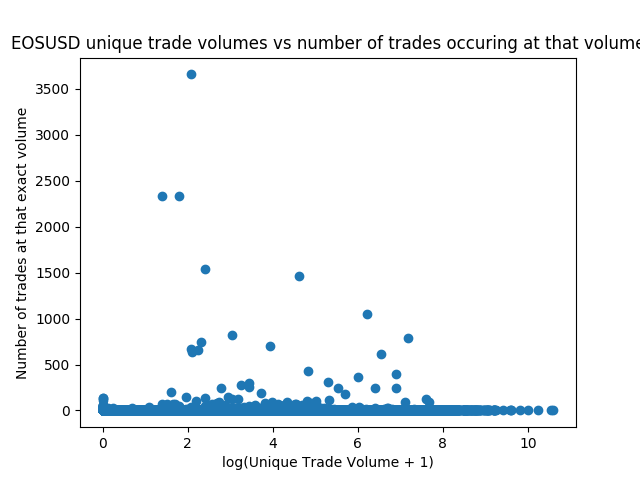 EOSUSD unique trade volumes vs number of trades occuring at that volume
3500
3000
2500
2000
1500
1000
500
0
Number of trades at that exact volume
0 2 4 6 8 10
log(Unique Trade Volume + 1)